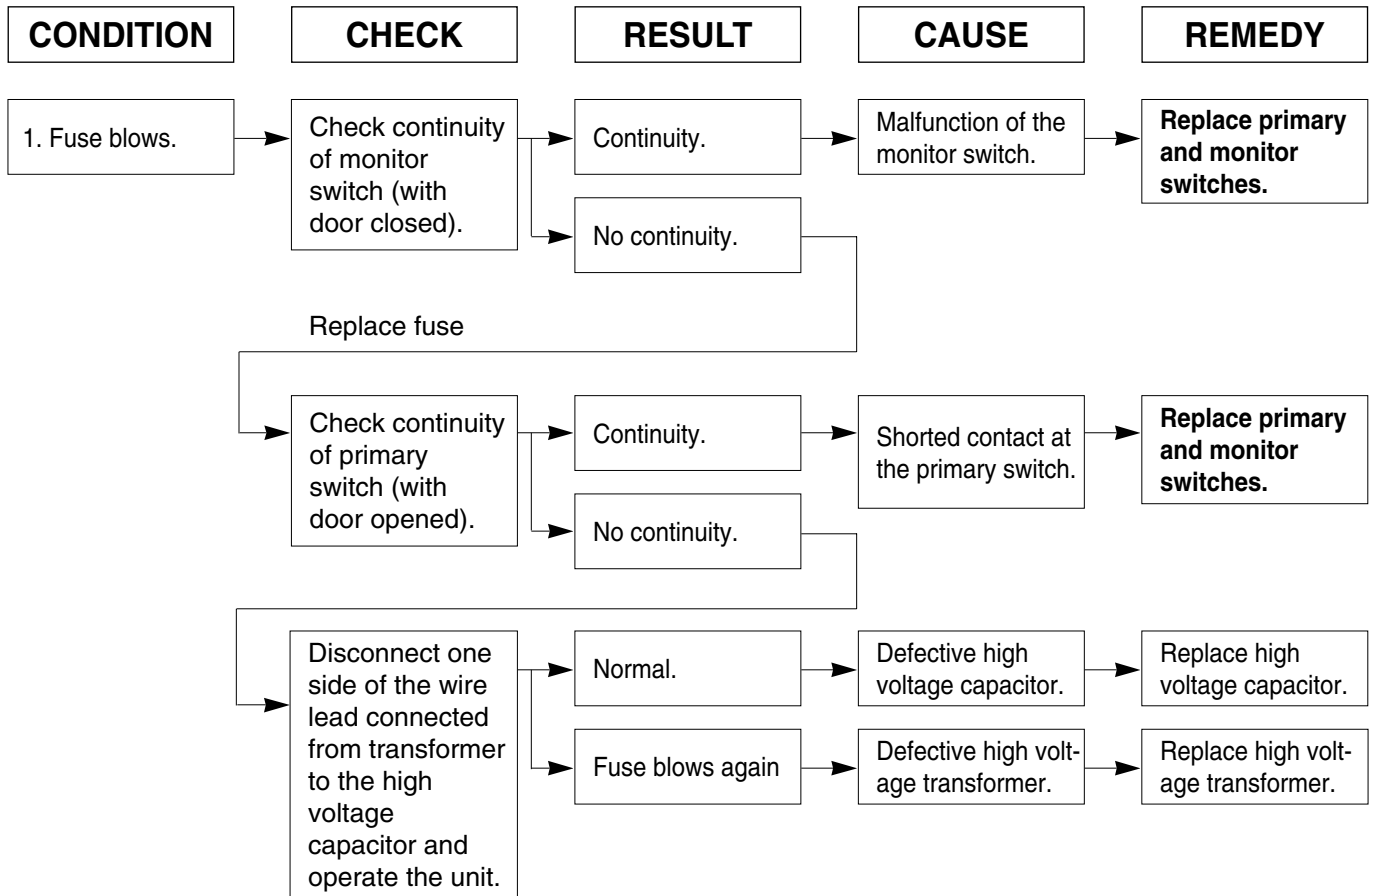 CONDITION
CHECK
RESULT
CAUSE
REMEDY
1. Fuse blows.
Check continuity
of monitor
switch (with
door closed).
Continuity.
Malfunction of the
monitor switch.
Replace primary
and monitor
switches.
No continuity.
Replace fuse
Check continuity
of primary
switch (with
door opened).
Continuity.
Shorted contact at
the primary switch.
Replace primary
and monitor
switches.
No continuity.
Disconnect one
side of the wire
lead connected
from transformer
to the high
voltage
capacitor and
operate the unit.
Normal.
Defective high
voltage capacitor.
Replace high
voltage capacitor.
Fuse blows again
Defective high volt-
age transformer.
Replace high volt-
age transformer.